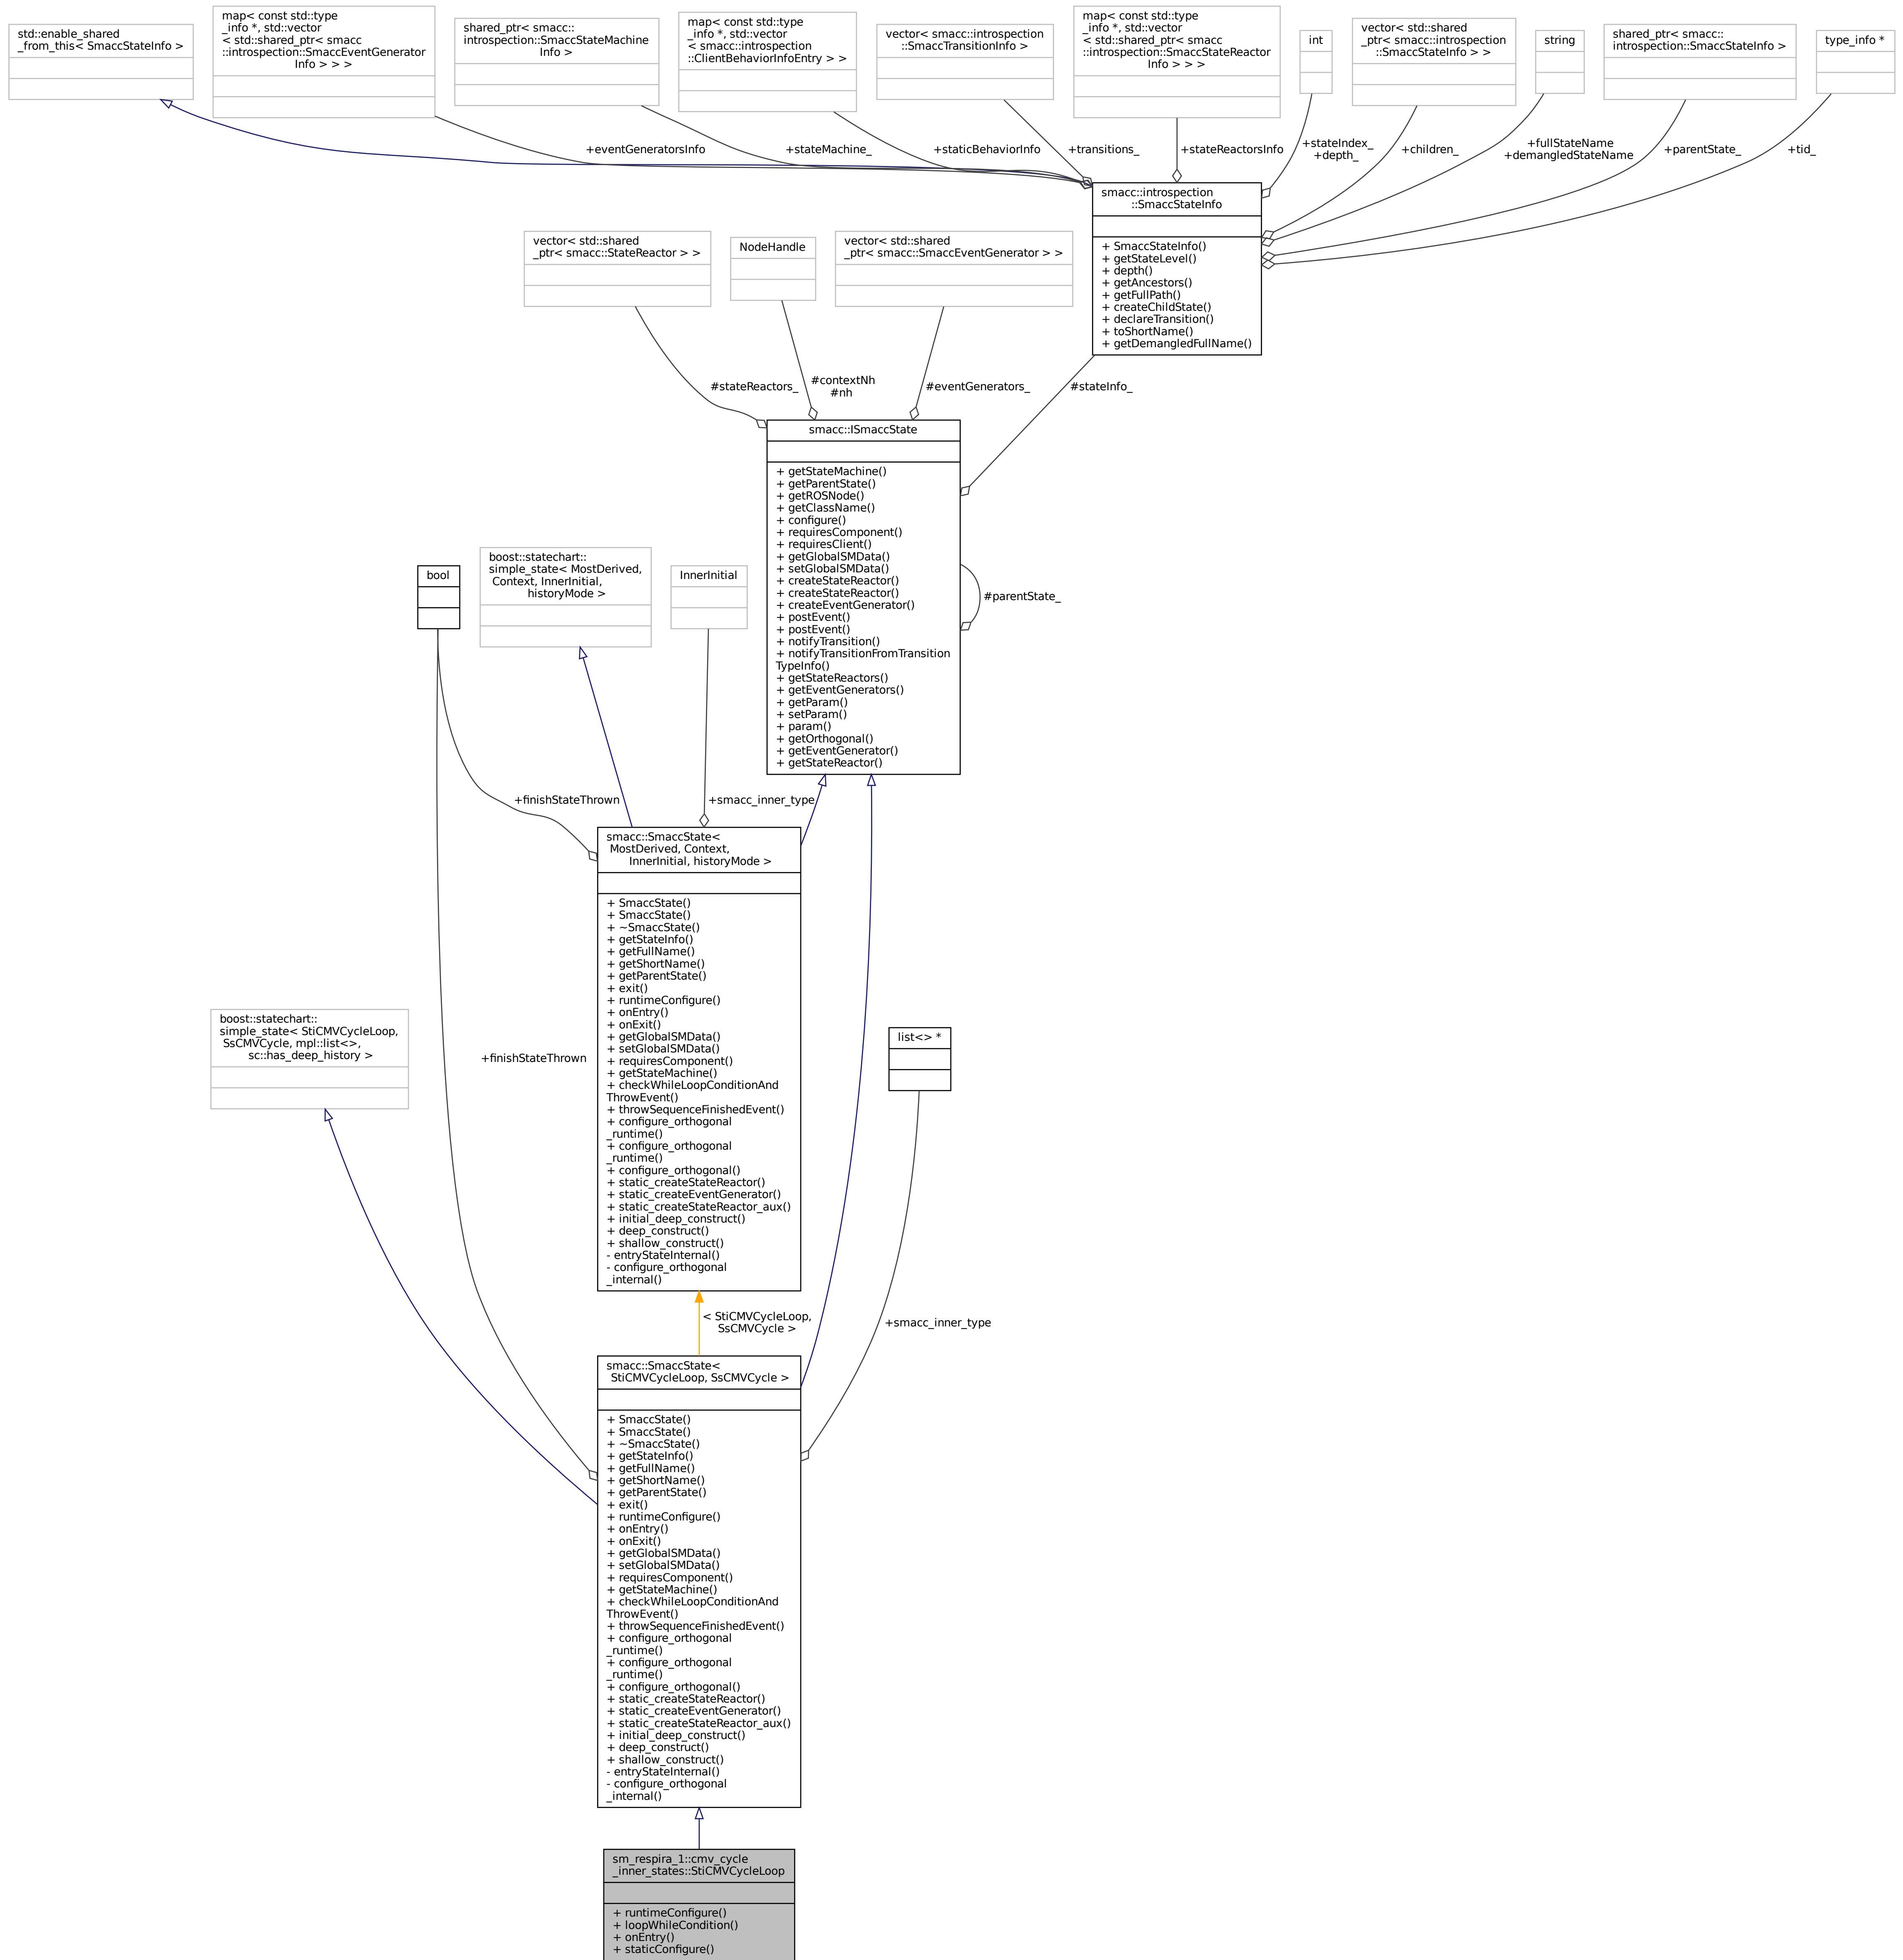 std::enable_shared
_from_this< SmaccStateInfo >
map< const std::type
_info *, std::vector
< std::shared_ptr< smacc
::introspection::SmaccEventGenerator
Info > > >
shared_ptr< smacc::
introspection::SmaccStateMachine
Info >
map< const std::type
_info *, std::vector
< smacc::introspection
::ClientBehaviorInfoEntry > >
vector< smacc::introspection
::SmaccTransitionInfo >
map< const std::type
_info *, std::vector
< std::shared_ptr< smacc
::introspection::SmaccStateReactor
Info > > >
int
vector< std::shared
_ptr< smacc::introspection
::SmaccStateInfo > >
string
shared_ptr< smacc::
introspection::SmaccStateInfo >
type_info *
+eventGeneratorsInfo
+stateMachine_
+staticBehaviorInfo
+transitions_
+stateReactorsInfo
+stateIndex_
+depth_
+children_
+fullStateName
+demangledStateName
+parentState_
+tid_
smacc::introspection
::SmaccStateInfo
+ SmaccStateInfo()
+ getStateLevel()
+ depth()
+ getAncestors()
+ getFullPath()
+ createChildState()
+ declareTransition()
+ toShortName()
+ getDemangledFullName()
vector< std::shared
_ptr< smacc::StateReactor > >
NodeHandle
vector< std::shared
_ptr< smacc::SmaccEventGenerator > >
#stateReactors_
#contextNh
#nh
#eventGenerators_
#stateInfo_
smacc::ISmaccState
+ getStateMachine()
+ getParentState()
+ getROSNode()
+ getClassName()
+ configure()
+ requiresComponent()
+ requiresClient()
+ getGlobalSMData()
+ setGlobalSMData()
+ createStateReactor()
+ createStateReactor()
+ createEventGenerator()
+ postEvent()
+ postEvent()
+ notifyTransition()
+ notifyTransitionFromTransition
TypeInfo()
+ getStateReactors()
+ getEventGenerators()
+ getParam()
+ setParam()
+ param()
+ getOrthogonal()
+ getEventGenerator()
+ getStateReactor()
#parentState_
bool
boost::statechart::
simple_state< MostDerived,
Context, InnerInitial,
historyMode >
InnerInitial
+finishStateThrown
+smacc_inner_type
smacc::SmaccState<
MostDerived, Context,
InnerInitial, historyMode >
+ SmaccState()
+ SmaccState()
+ ~SmaccState()
+ getStateInfo()
+ getFullName()
+ getShortName()
+ getParentState()
+ exit()
+ runtimeConfigure()
+ onEntry()
+ onExit()
+ getGlobalSMData()
+ setGlobalSMData()
+ requiresComponent()
+ getStateMachine()
+ checkWhileLoopConditionAnd
ThrowEvent()
+ throwSequenceFinishedEvent()
+ configure_orthogonal
_runtime()
+ configure_orthogonal
_runtime()
+ configure_orthogonal()
+ static_createStateReactor()
+ static_createEventGenerator()
+ static_createStateReactor_aux()
+ initial_deep_construct()
+ deep_construct()
+ shallow_construct()
- entryStateInternal()
- configure_orthogonal
_internal()
boost::statechart::
simple_state< StiCMVCycleLoop,
SsCMVCycle, mpl::list<>,
sc::has_deep_history >
+finishStateThrown
list<> *
< StiCMVCycleLoop,
SsCMVCycle >
+smacc_inner_type
smacc::SmaccState<
StiCMVCycleLoop, SsCMVCycle >
+ SmaccState()
+ SmaccState()
+ ~SmaccState()
+ getStateInfo()
+ getFullName()
+ getShortName()
+ getParentState()
+ exit()
+ runtimeConfigure()
+ onEntry()
+ onExit()
+ getGlobalSMData()
+ setGlobalSMData()
+ requiresComponent()
+ getStateMachine()
+ checkWhileLoopConditionAnd
ThrowEvent()
+ throwSequenceFinishedEvent()
+ configure_orthogonal
_runtime()
+ configure_orthogonal
_runtime()
+ configure_orthogonal()
+ static_createStateReactor()
+ static_createEventGenerator()
+ static_createStateReactor_aux()
+ initial_deep_construct()
+ deep_construct()
+ shallow_construct()
- entryStateInternal()
- configure_orthogonal
_internal()
sm_respira_1::cmv_cycle
_inner_states::StiCMVCycleLoop
+ runtimeConfigure()
+ loopWhileCondition()
+ onEntry()
+ staticConfigure()